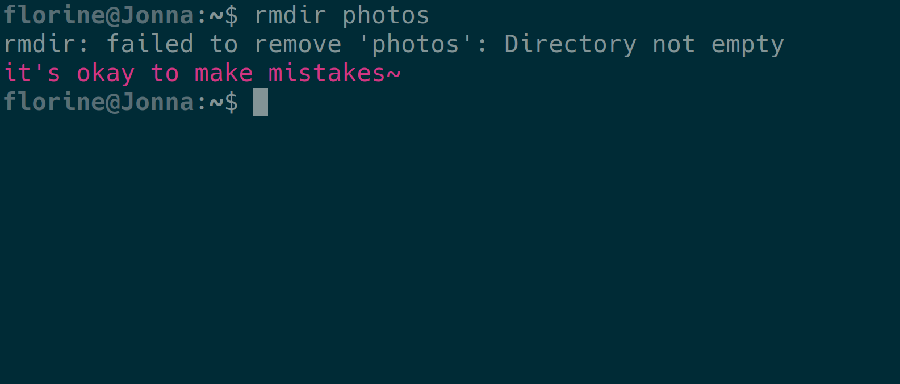 florine@Jonna:~$ rmdir photos
rmdir: failed to remove 'photos': Directory not empty
it's okay to make mistakes~
florine@Jonna:~$